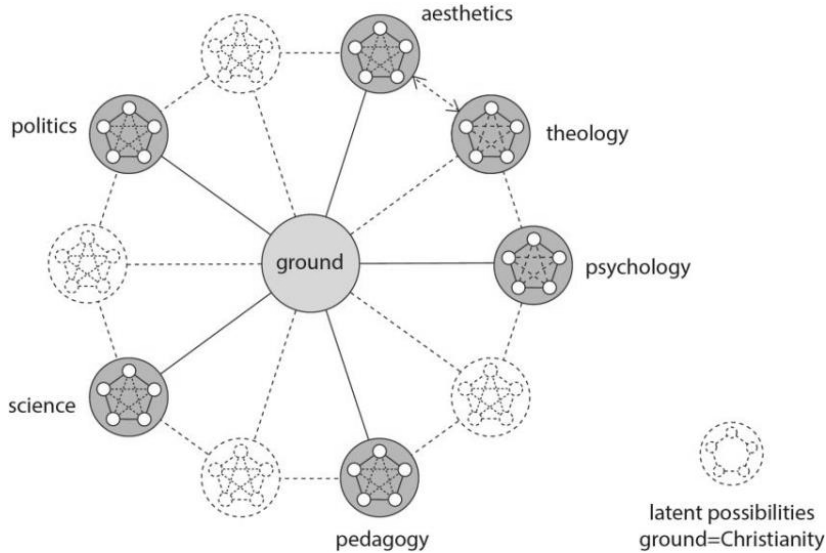 aesthetics
politics
theology
ground
psychology
science
pedagogy
latent possibilities
ground=Christianity